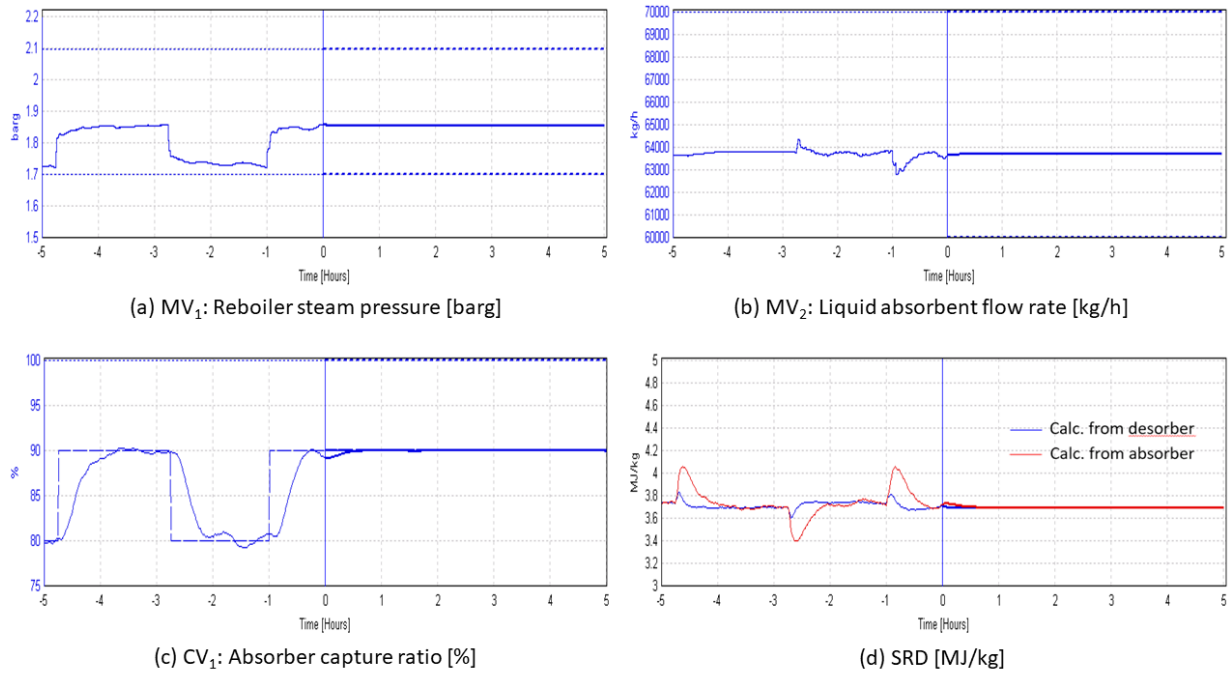 2.2
2.1
2
1.9
1.8
1.7
1.6
1.5
barg
-5 -4 -3 -2 -1 0 1 2 3 4 5
Time [Hours]
(a) MV₁: Reboiler steam pressure [barg]
70000
69000
68000
67000
66000
65000
64000
63000
62000
61000
60000
kg/h
-5 -4 -3 -2 -1 0 1 2 3 4 5
Time [Hours]
(b) MV₂: Liquid absorbent flow rate [kg/h]
100
95
90
85
80
75
%
-5 -4 -3 -2 -1 0 1 2 3 4 5
Time [Hours]
(c) CV₁: Absorber capture ratio [%]
5
4.8
4.6
4.4
4.2
4
3.8
3.6
3.4
3.2
3
MJ/kg
Calc. from desorber
Calc. from absorber
-5 -4 -3 -2 -1 0 1 2 3 4 5
Time [Hours]
(d) SRD [MJ/kg]